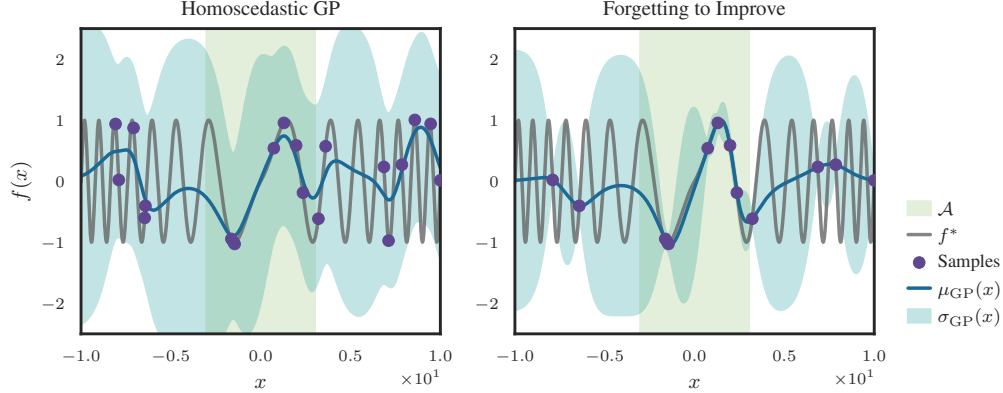 Homoscedastic GP
Forgetting to Improve
2
1
0
−1
−2
f(x)
−1.0 −0.5 0.0 0.5 1.0
×10¹
x
2
1
0
−1
−2
−1.0 −0.5 0.0 0.5 1.0
×10¹
x
𝒜
f*
Samples
μGP(x)
σGP(x)